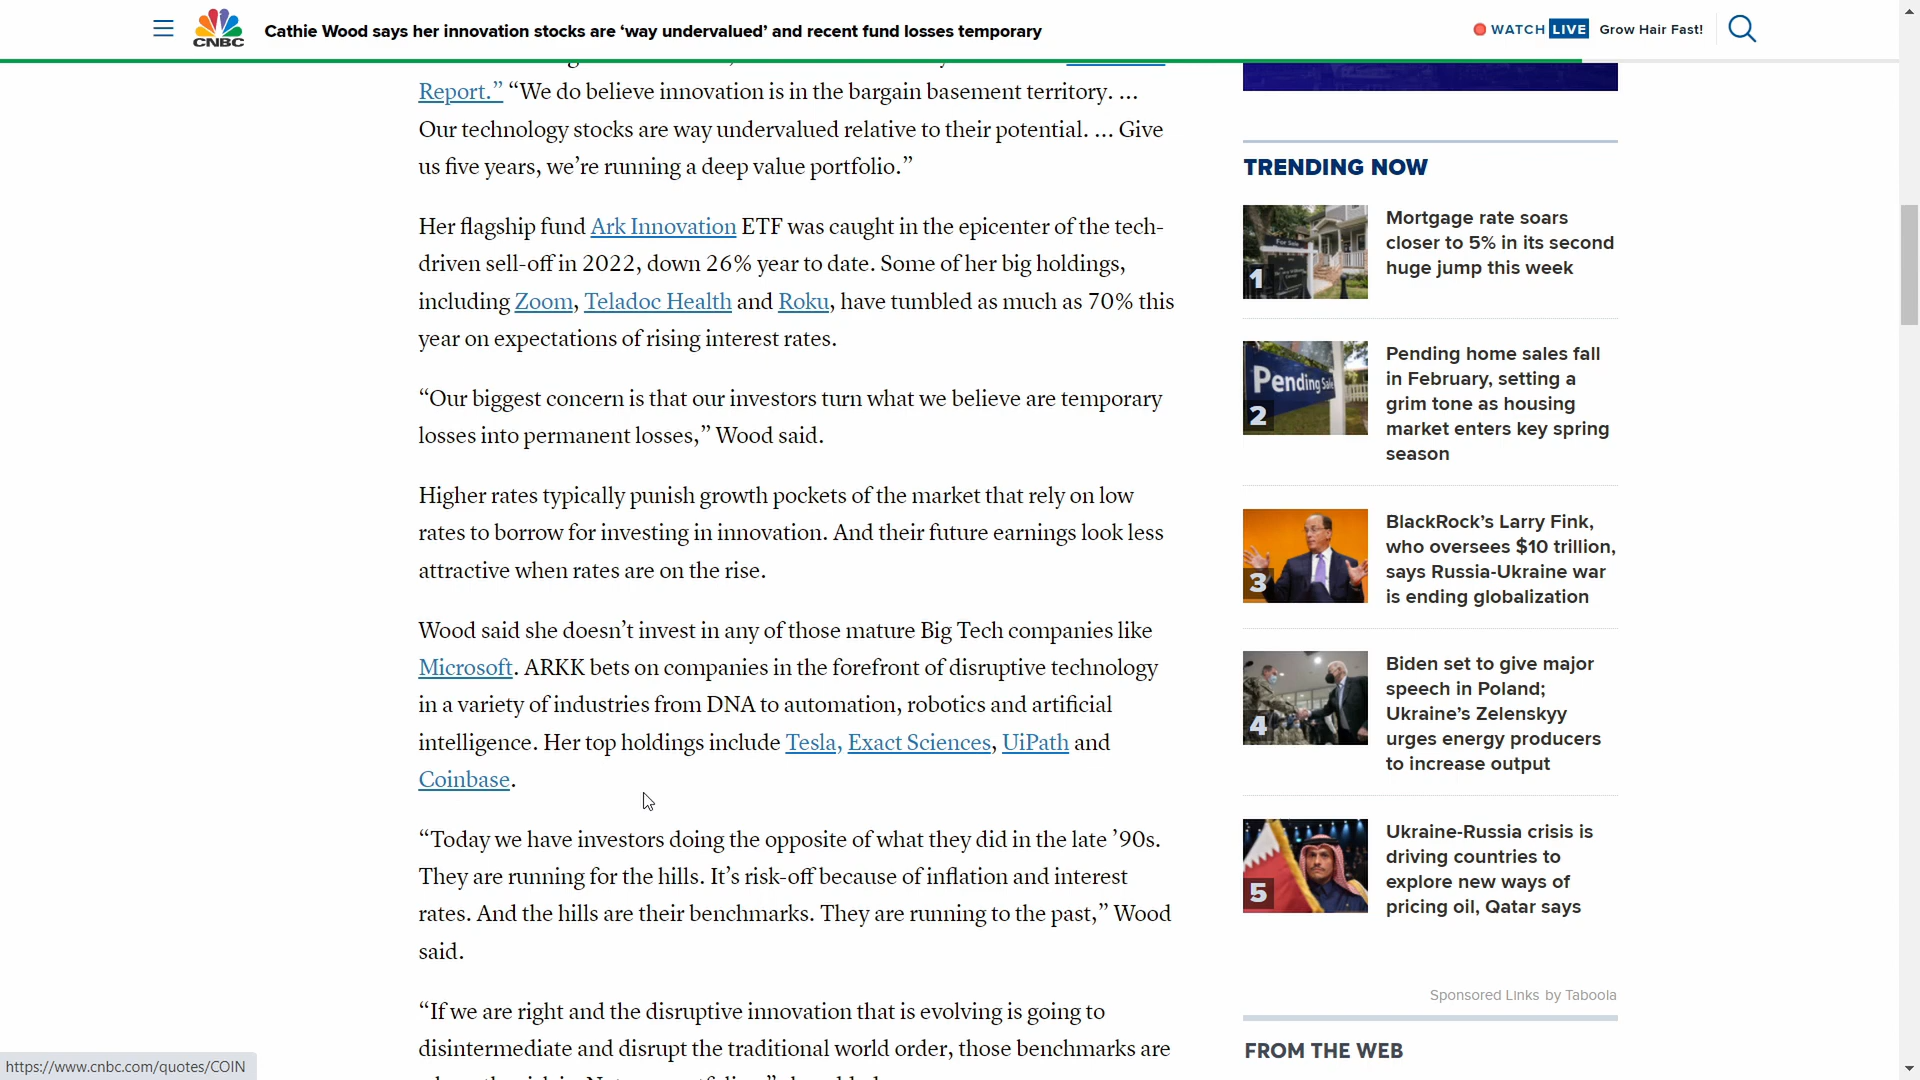 CNBC
Cathie Wood says her innovation stocks are ‘way undervalued’ and recent fund losses temporary
WATCH LIVE Grow Hair Fast!
Report.” “We do believe innovation is in the bargain basement territory. …
Our technology stocks are way undervalued relative to their potential. … Give
us five years, we’re running a deep value portfolio.”
Her flagship fund Ark Innovation ETF was caught in the epicenter of the tech-
driven sell-off in 2022, down 26% year to date. Some of her big holdings,
including Zoom, Teladoc Health and Roku, have tumbled as much as 70% this
year on expectations of rising interest rates.
“Our biggest concern is that our investors turn what we believe are temporary
losses into permanent losses,” Wood said.
Higher rates typically punish growth pockets of the market that rely on low
rates to borrow for investing in innovation. And their future earnings look less
attractive when rates are on the rise.
Wood said she doesn’t invest in any of those mature Big Tech companies like
Microsoft. ARKK bets on companies in the forefront of disruptive technology
in a variety of industries from DNA to automation, robotics and artificial
intelligence. Her top holdings include Tesla, Exact Sciences, UiPath and
Coinbase.
“Today we have investors doing the opposite of what they did in the late ’90s.
They are running for the hills. It’s risk-off because of inflation and interest
rates. And the hills are their benchmarks. They are running to the past,” Wood
said.
“If we are right and the disruptive innovation that is evolving is going to
disintermediate and disrupt the traditional world order, those benchmarks are
TRENDING NOW
For Sale
1
Mortgage rate soars
closer to 5% in its second
huge jump this week
Pending Sale
2
Pending home sales fall
in February, setting a
grim tone as housing
market enters key spring
season
3
BlackRock’s Larry Fink,
who oversees $10 trillion,
says Russia-Ukraine war
is ending globalization
4
Biden set to give major
speech in Poland;
Ukraine’s Zelenskyy
urges energy producers
to increase output
5
Ukraine-Russia crisis is
driving countries to
explore new ways of
pricing oil, Qatar says
Sponsored Links by Taboola
FROM THE WEB
https://www.cnbc.com/quotes/COIN